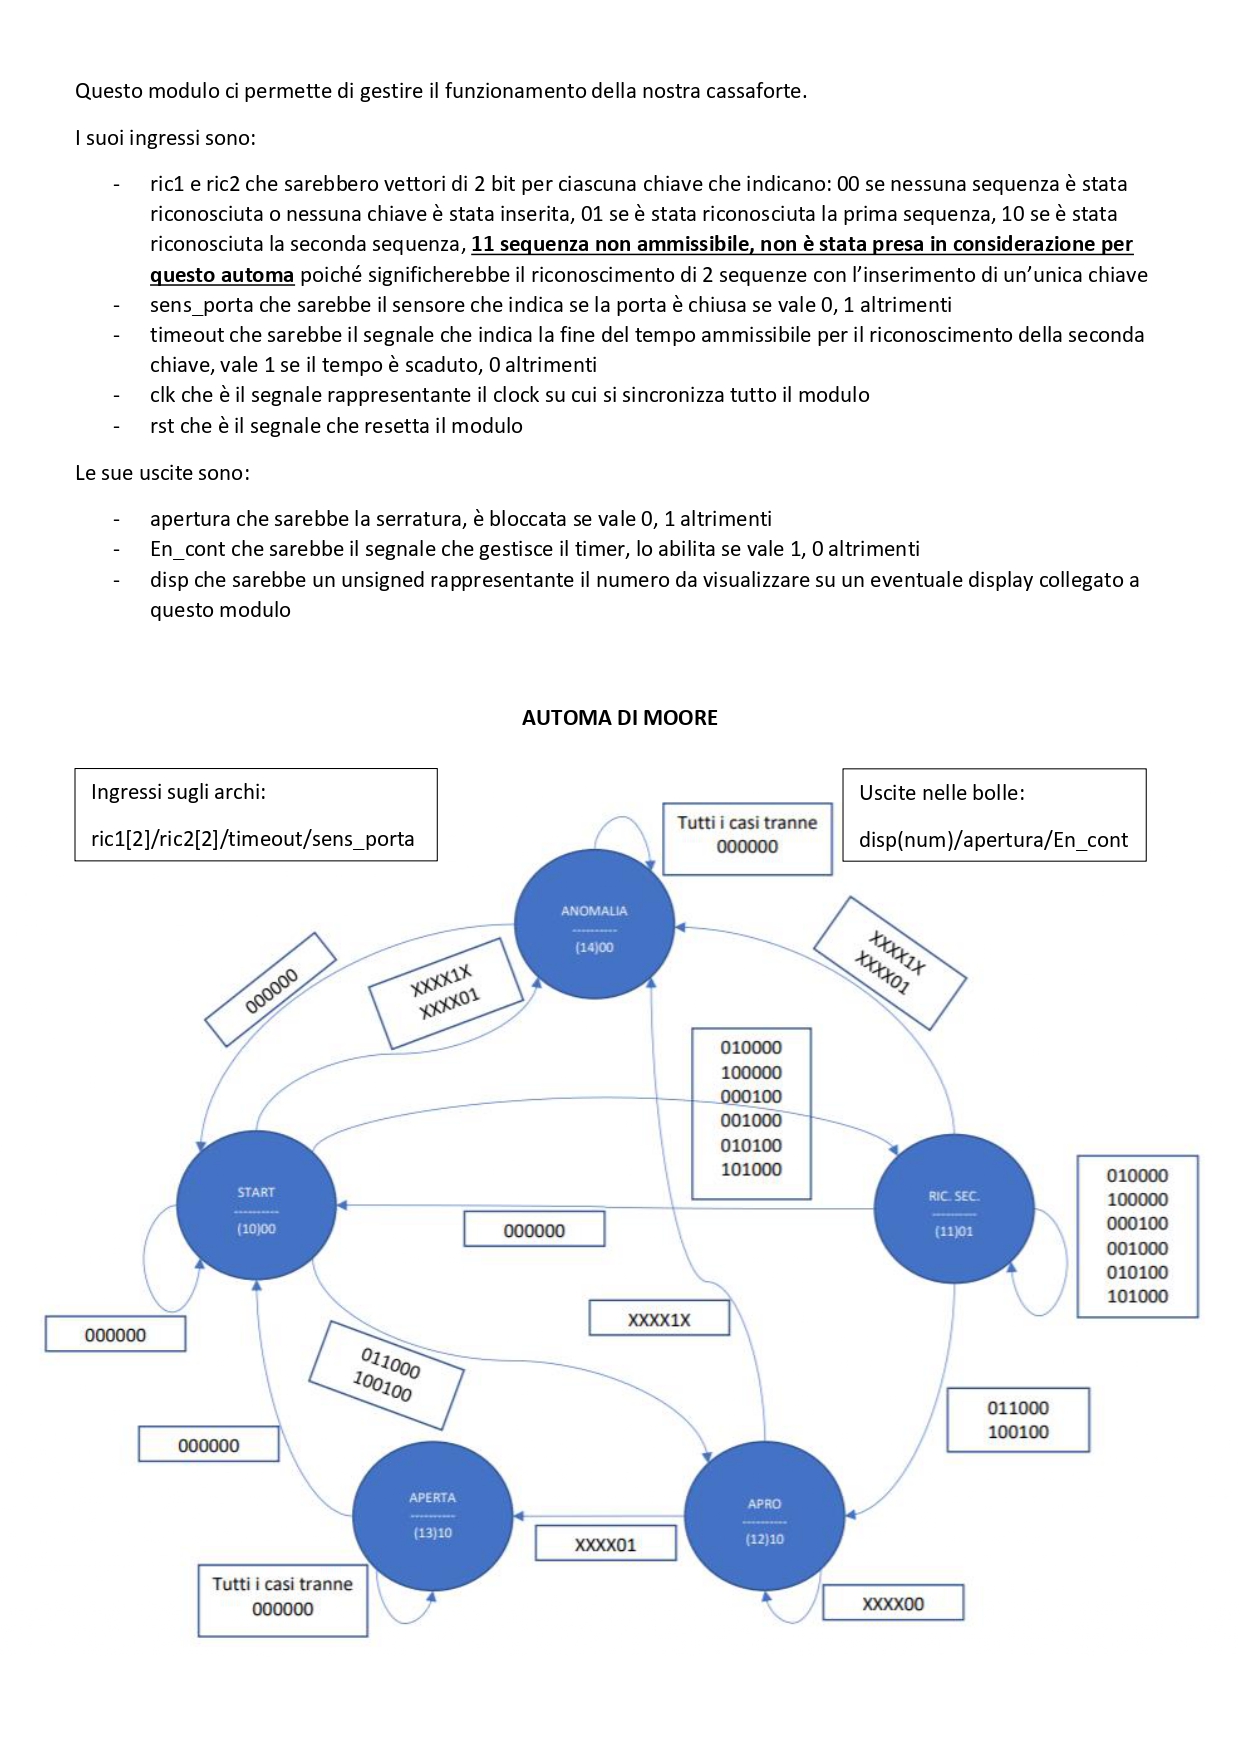 Questo modulo ci permette di gestire il funzionamento della nostra cassaforte.
I suoi ingressi sono:
- ric1 e ric2 che sarebbero vettori di 2 bit per ciascuna chiave che indicano: 00 se nessuna sequenza è stata
riconosciuta o nessuna chiave è stata inserita, 01 se è stata riconosciuta la prima sequenza, 10 se è stata
riconosciuta la seconda sequenza, 11 sequenza non ammissibile, non è stata presa in considerazione per
questo automa poiché significherebbe il riconoscimento di 2 sequenze con l'inserimento di un'unica chiave
- sens_porta che sarebbe il sensore che indica se la porta è chiusa se vale 0, 1 altrimenti
- timeout che sarebbe il segnale che indica la fine del tempo ammissibile per il riconoscimento della seconda
chiave, vale 1 se il tempo è scaduto, 0 altrimenti
- clk che è il segnale rappresentante il clock su cui si sincronizza tutto il modulo
- rst che è il segnale che resetta il modulo
Le sue uscite sono:
- apertura che sarebbe la serratura, è bloccata se vale 0, 1 altrimenti
- En_cont che sarebbe il segnale che gestisce il timer, lo abilita se vale 1, 0 altrimenti
- disp che sarebbe un unsigned rappresentante il numero da visualizzare su un eventuale display collegato a
questo modulo
AUTOMA DI MOORE
Ingressi sugli archi:
ric1[2]/ric2[2]/timeout/sens_porta
Tutti i casi tranne
000000
Uscite nelle bolle:
disp(num)/apertura/En_cont
ANOMALIA
----------
(14)00
000000
XXXX1X
XXXX01
XXXX1X
XXXX01
010000
100000
000100
001000
010100
101000
START
----------
(10)00
RIC. SEC.
----------
(11)01
010000
100000
000100
001000
010100
101000
000000
000000
XXXX1X
011000
100100
011000
100100
000000
APERTA
----------
(13)10
APRO
----------
(12)10
XXXX01
Tutti i casi tranne
000000
XXXX00